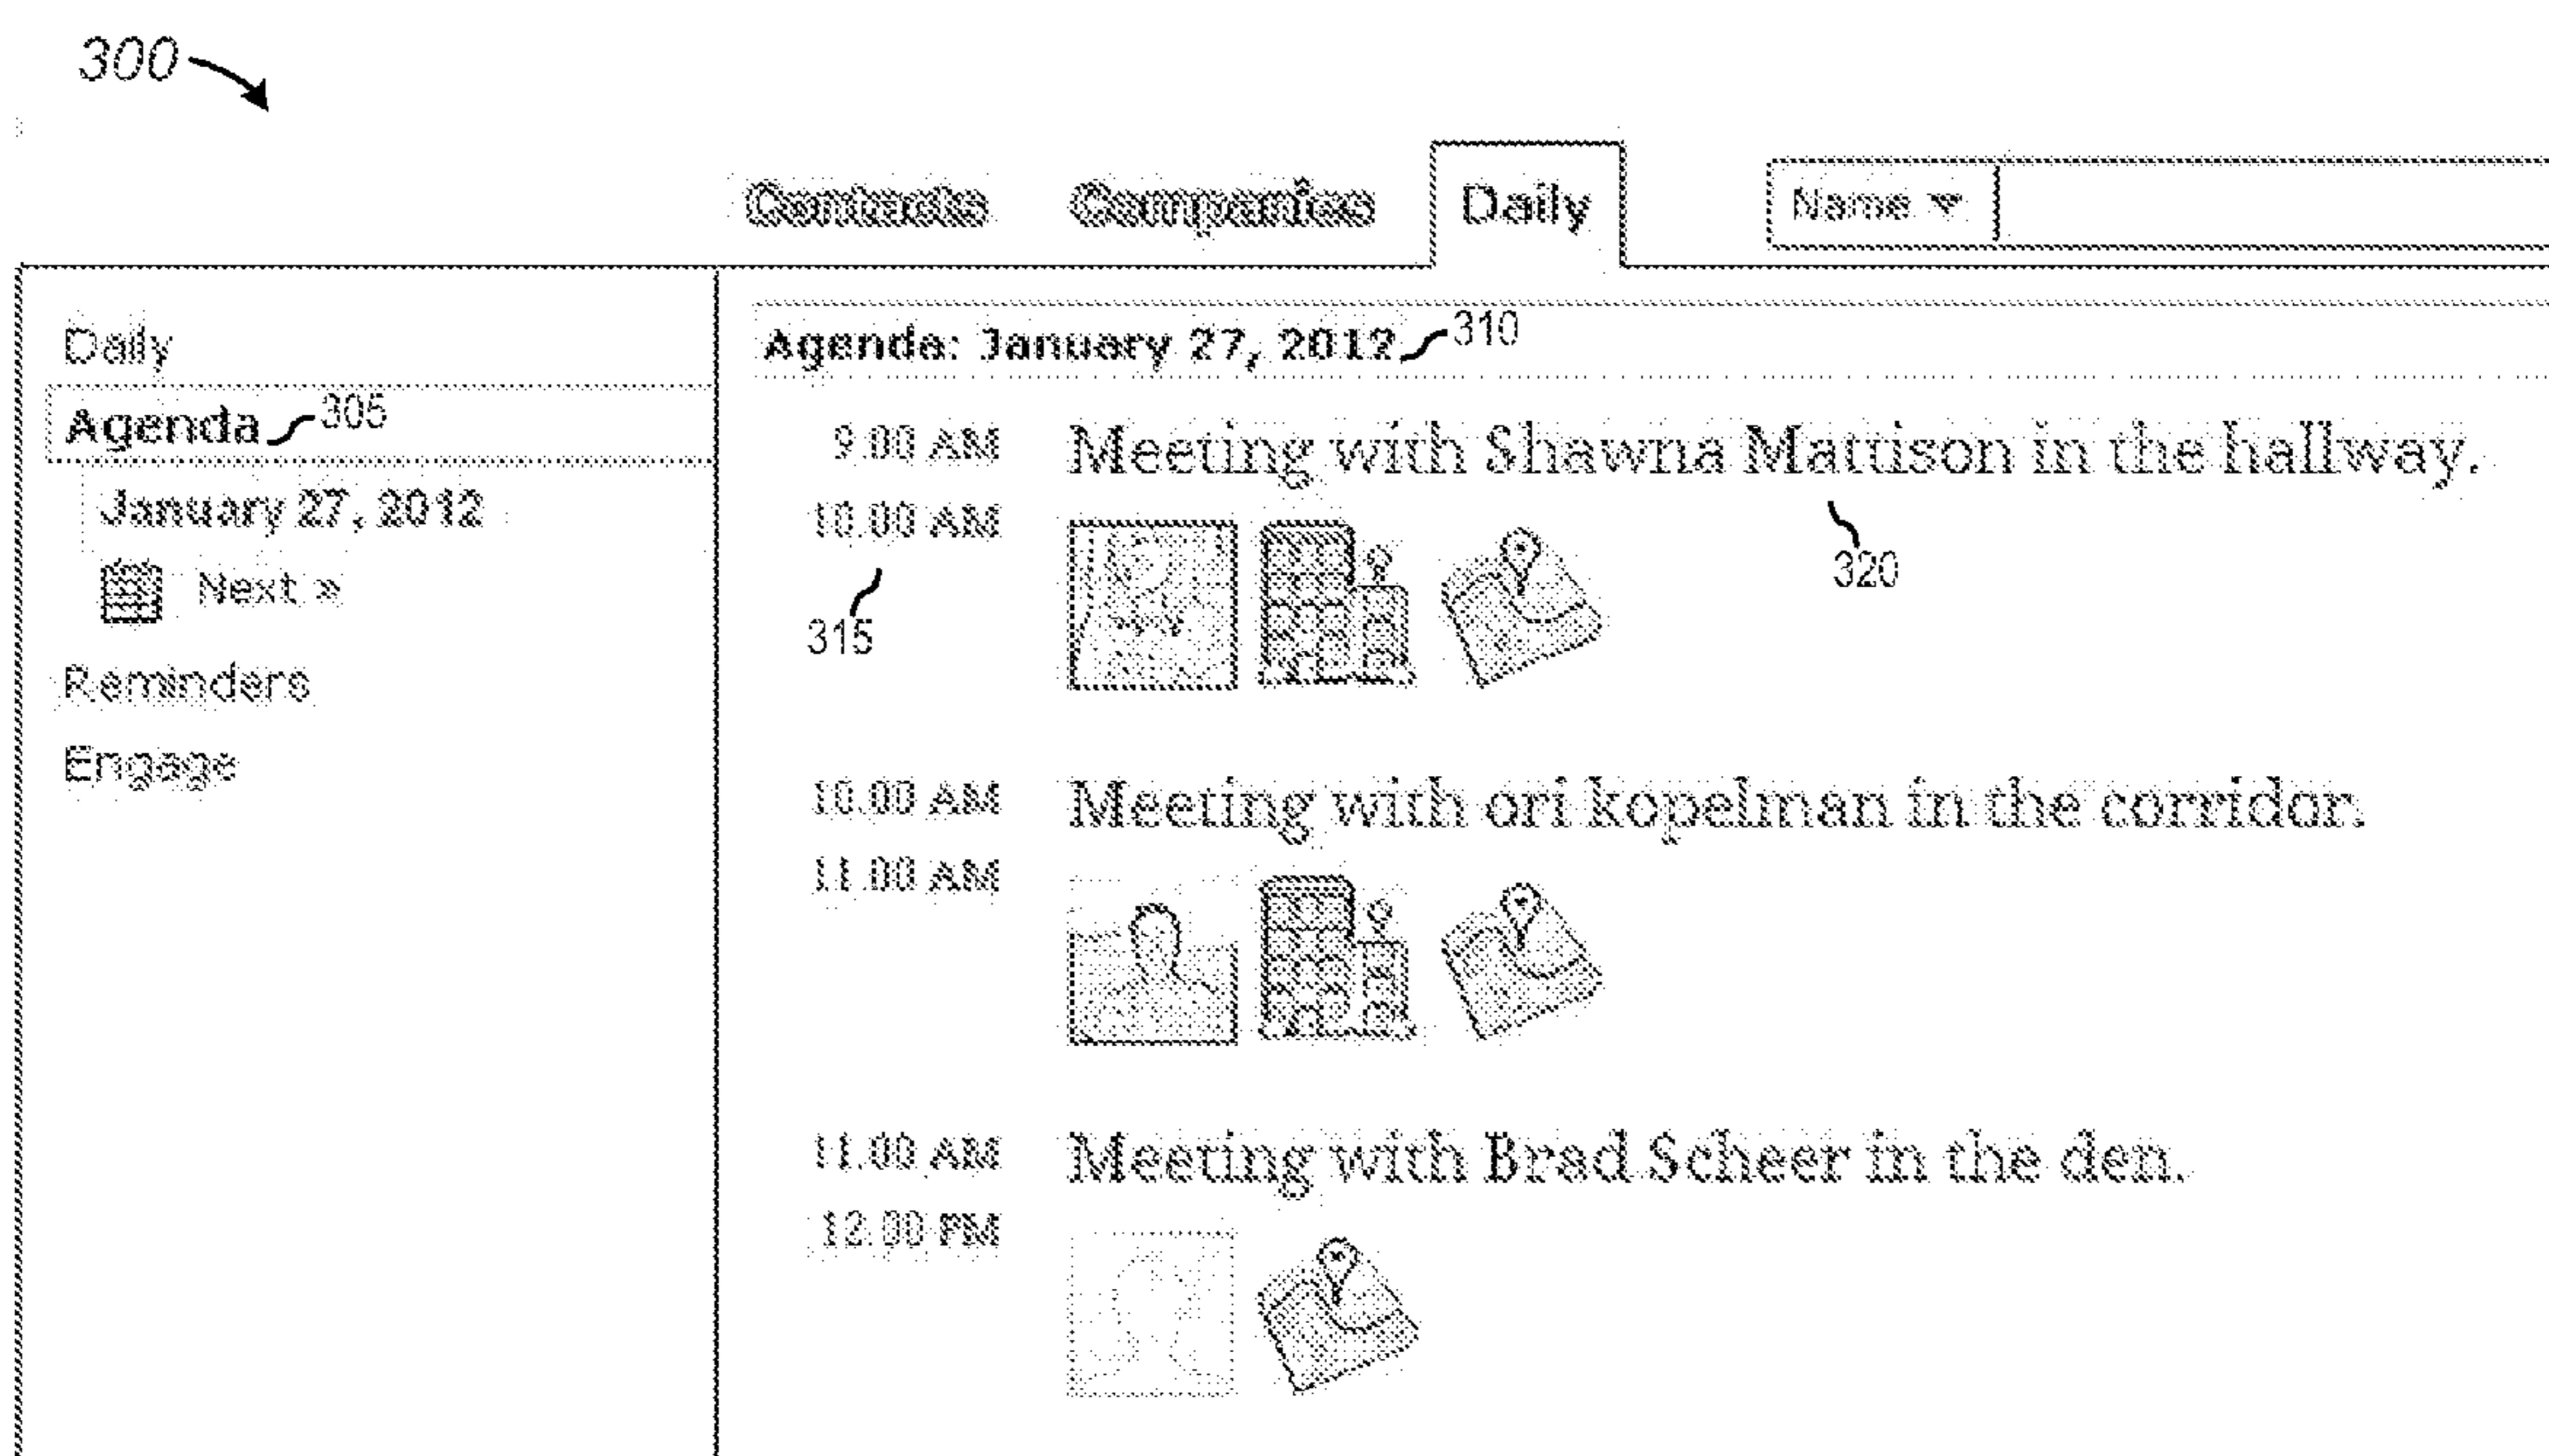 300
Contacts Companies Daily Name
Daily
Agenda 305
January 27, 2012
Next »
Reminders
Engage
Agenda: January 27, 2012 310
9.00 AM Meeting with Shawna Mattison in the hallway.
10.00 AM
315
320
10.00 AM Meeting with ori kopelman in the corridor.
11.00 AM
11.00 AM Meeting with Brad Scheer in the den.
12.00 PM